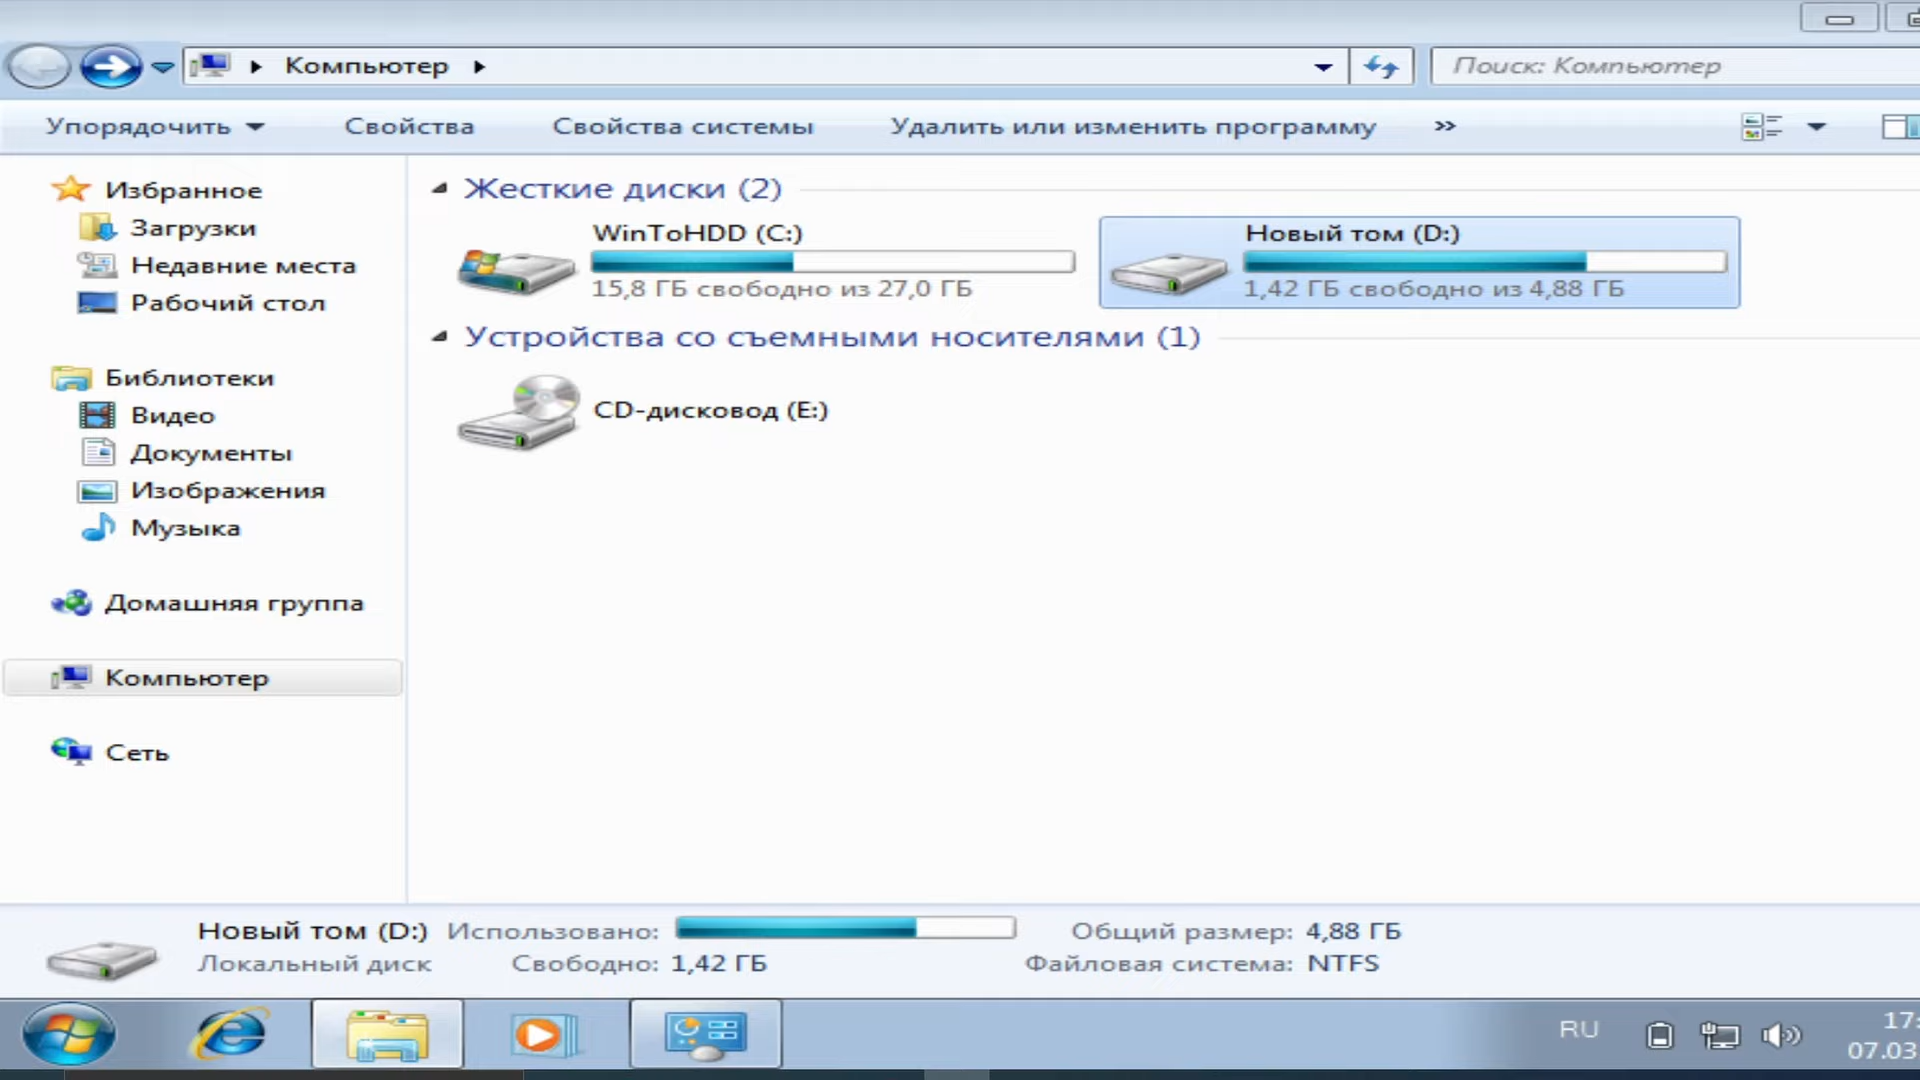 Компьютер
Поиск: Компьютер
Упорядочить
Свойства
Свойства системы
Удалить или изменить программу
»
Избранное
Загрузки
Недавние места
Рабочий стол
Библиотеки
Видео
Документы
Изображения
Музыка
Домашняя группа
Компьютер
Сеть
Жесткие диски (2)
WinToHDD (C:)
15,8 ГБ свободно из 27,0 ГБ
Новый том (D:)
1,42 ГБ свободно из 4,88 ГБ
Устройства со съемными носителями (1)
CD-дисковод (E:)
Новый том (D:) Использовано: Общий размер: 4,88 ГБ
Локальный диск Свободно: 1,42 ГБ Файловая система: NTFS
RU
17:
07.03